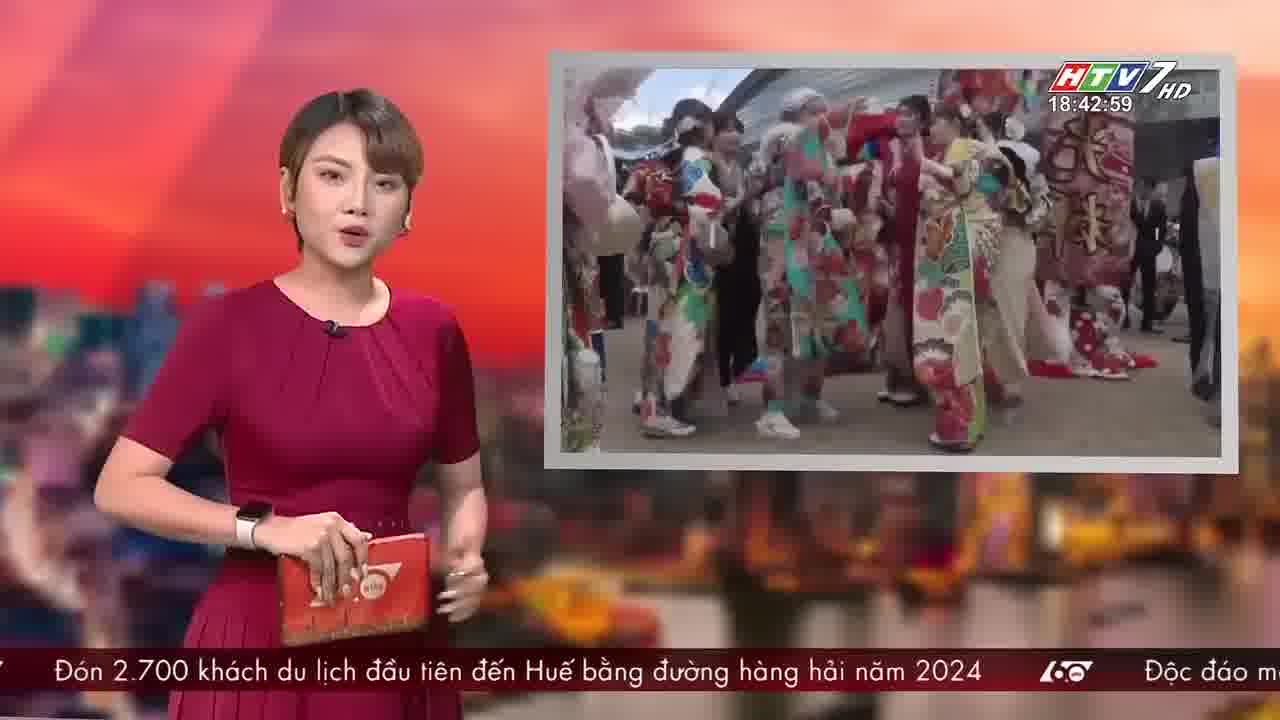 HTV7 HD
18:42:59
Đón 2.700 khách du lịch đầu tiên đến Huế bằng đường hàng hải năm 2024
60
Độc đáo